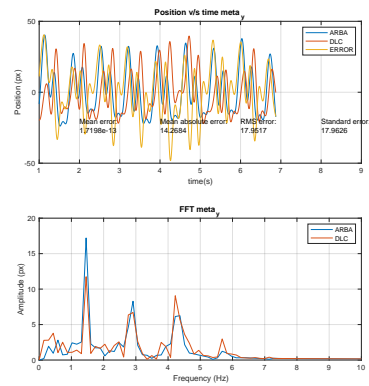 Position v/s time meta_y
50
ARBA
DLC
ERROR
Position (px)
0
Mean error: Mean absolute error: RMS error: Standard error
1.7198e-13 14.2684 17.9517 17.9626
-50
1 2 3 4 5 6 7 8 9
time(s)
FFT meta_y
20
ARBA
DLC
15
Amplitude (px)
10
5
0
0 1 2 3 4 5 6 7 8 9 10
Frequency (Hz)